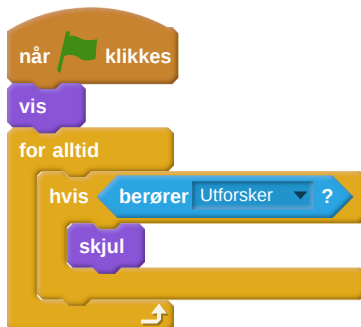 når klikkes
vis
for alltid
hvis berører Utforsker ?
skjul